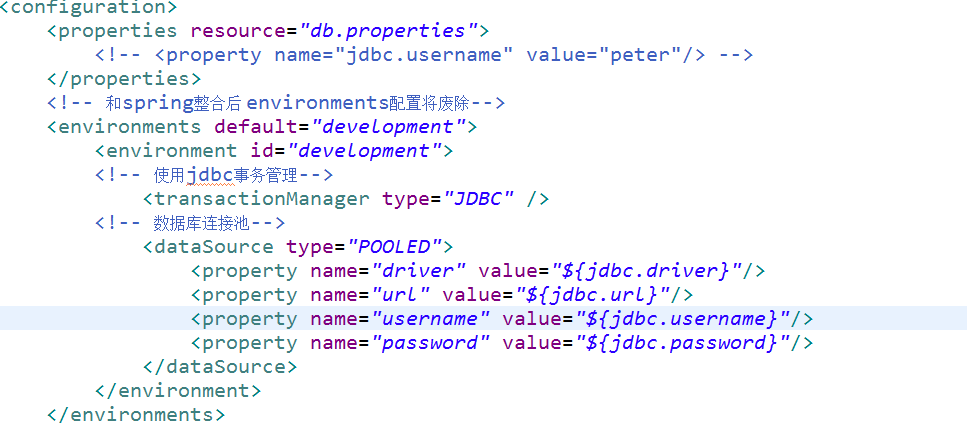 <configuration>
<properties resource="db.properties">
<!-- <property name="jdbc.username" value="peter"/> -->
</properties>
<!-- 和spring整合后 environments配置将废除-->
<environments default="development">
<environment id="development">
<!-- 使用jdbc事务管理-->
<transactionManager type="JDBC" />
<!-- 数据库连接池-->
<dataSource type="POOLED">
<property name="driver" value="${jdbc.driver}"/>
<property name="url" value="${jdbc.url}"/>
<property name="username" value="${jdbc.username}"/>
<property name="password" value="${jdbc.password}"/>
</dataSource>
</environment>
</environments>